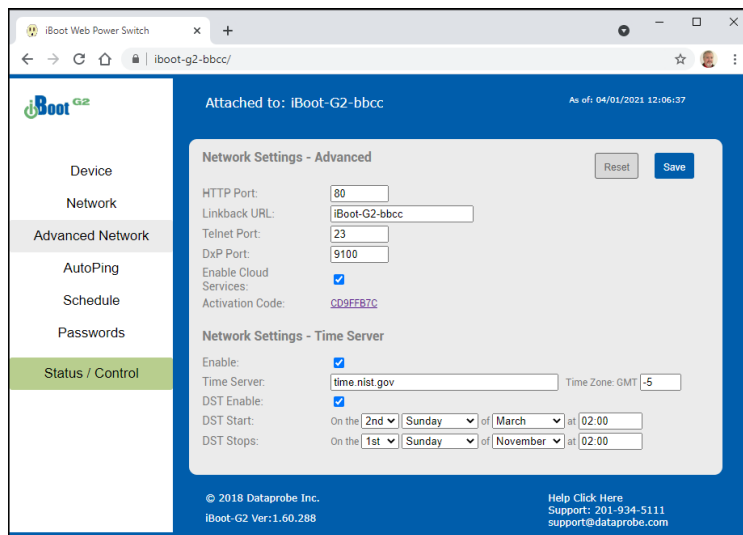 iBoot Web Power Switch
iboot-g2-bbcc/
iBoot G2
Attached to: iBoot-G2-bbcc
As of: 04/01/2021 12:06:37
Device
Network
Advanced Network
AutoPing
Schedule
Passwords
Status / Control
Network Settings - Advanced
Reset
Save
HTTP Port: 80
Linkback URL: iBoot-G2-bbcc
Telnet Port: 23
DxP Port: 9100
Enable Cloud
Services:
Activation Code: CD9FFB7C
Network Settings - Time Server
Enable:
Time Server: time.nist.gov Time Zone: GMT -5
DST Enable:
DST Start: On the 2nd Sunday of March at 02:00
DST Stops: On the 1st Sunday of November at 02:00
© 2018 Dataprobe Inc.
iBoot-G2 Ver:1.60.288
Help Click Here
Support: 201-934-5111
support@dataprobe.com